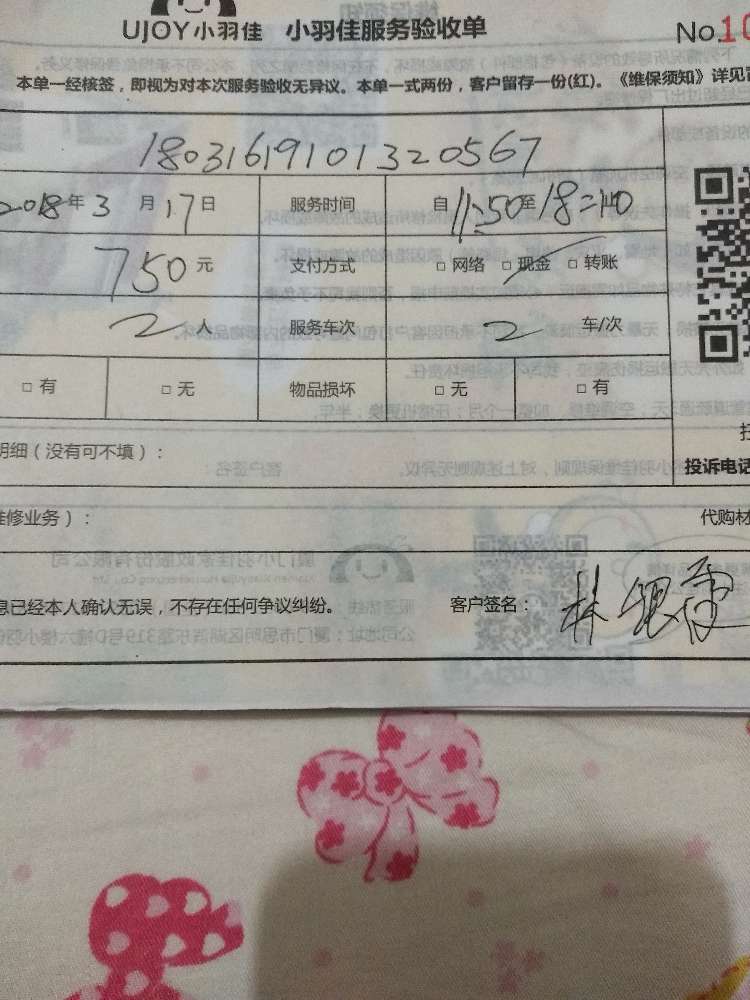 UJOY小羽佳 小羽佳服务验收单 No.10
本单一经核签，即视为对本次服务验收无异议。本单一式两份，客户留存一份(红)。《维保须知》详见背
18031619101320567
2018年3月17日 服务时间 自11:50至18:40
750元 支付方式 □ 网络 □ 现金 □ 转账
2人 服务车次 2 车/次
□ 有 □ 无 物品损坏 □ 无 □ 有
明细（没有可不填）：
投诉电话
维修业务）： 代购材
息已经本人确认无误，不存在任何争议纠纷。 客户签名： 林